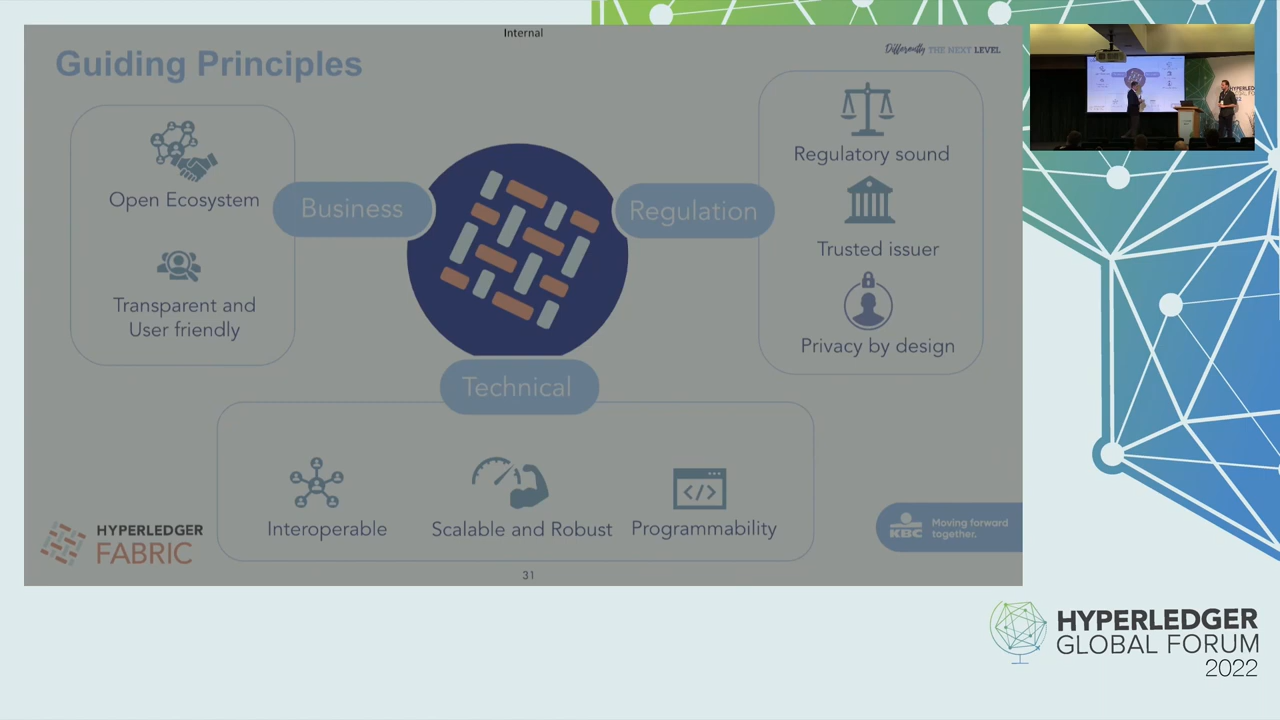 Internal
Guiding Principles
Differently THE NEXT LEVEL
Open Ecosystem
Transparent and
User friendly
Business
Regulation
Regulatory sound
Trusted issuer
Privacy by design
Technical
Interoperable
Scalable and Robust
Programmability
HYPERLEDGER
FABRIC
KBC
Moving forward
together.
31
HYPERLEDGER
GLOBAL FORUM
2022